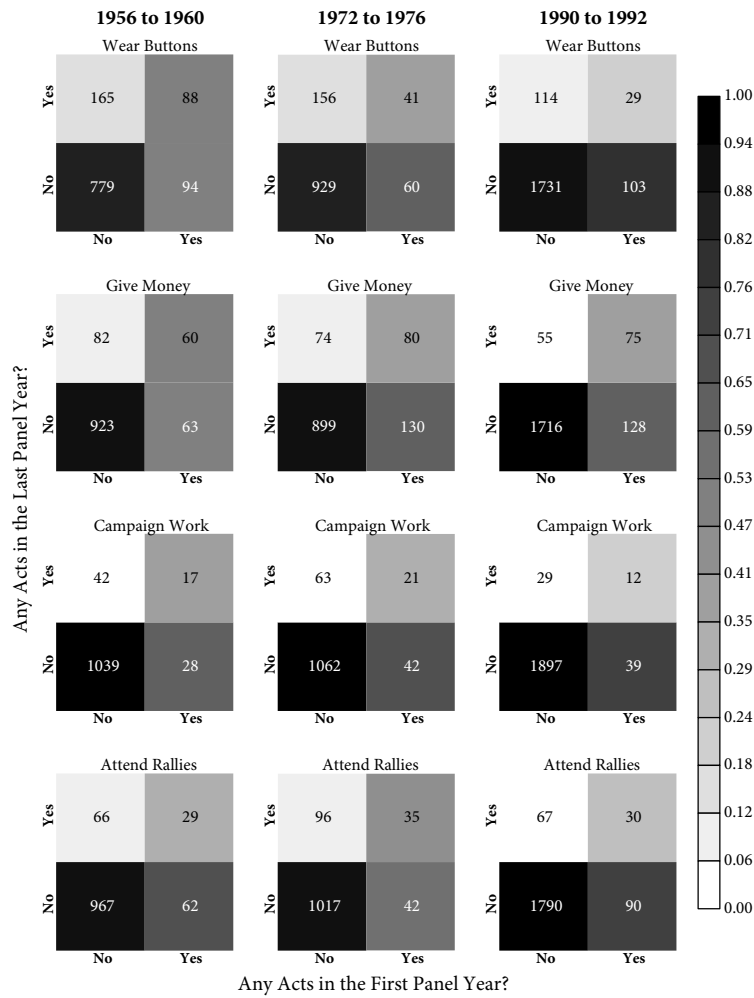 1956 to 1960 1972 to 1976 1990 to 1992
Wear Buttons Wear Buttons Wear Buttons
Yes 165 88 Yes 156 41 Yes 114 29
No 779 94 No 929 60 No 1731 103
No Yes No Yes No Yes
Give Money Give Money Give Money
Yes 82 60 Yes 74 80 Yes 55 75
No 923 63 No 899 130 No 1716 128
No Yes No Yes No Yes
Campaign Work Campaign Work Campaign Work
Yes 42 17 Yes 63 21 Yes 29 12
No 1039 28 No 1062 42 No 1897 39
No Yes No Yes No Yes
Attend Rallies Attend Rallies Attend Rallies
Yes 66 29 Yes 96 35 Yes 67 30
No 967 62 No 1017 42 No 1790 90
No Yes No Yes No Yes
Any Acts in the Last Panel Year?
Any Acts in the First Panel Year?
1.00
0.94
0.88
0.82
0.76
0.71
0.65
0.59
0.53
0.47
0.41
0.35
0.29
0.24
0.18
0.12
0.06
0.00